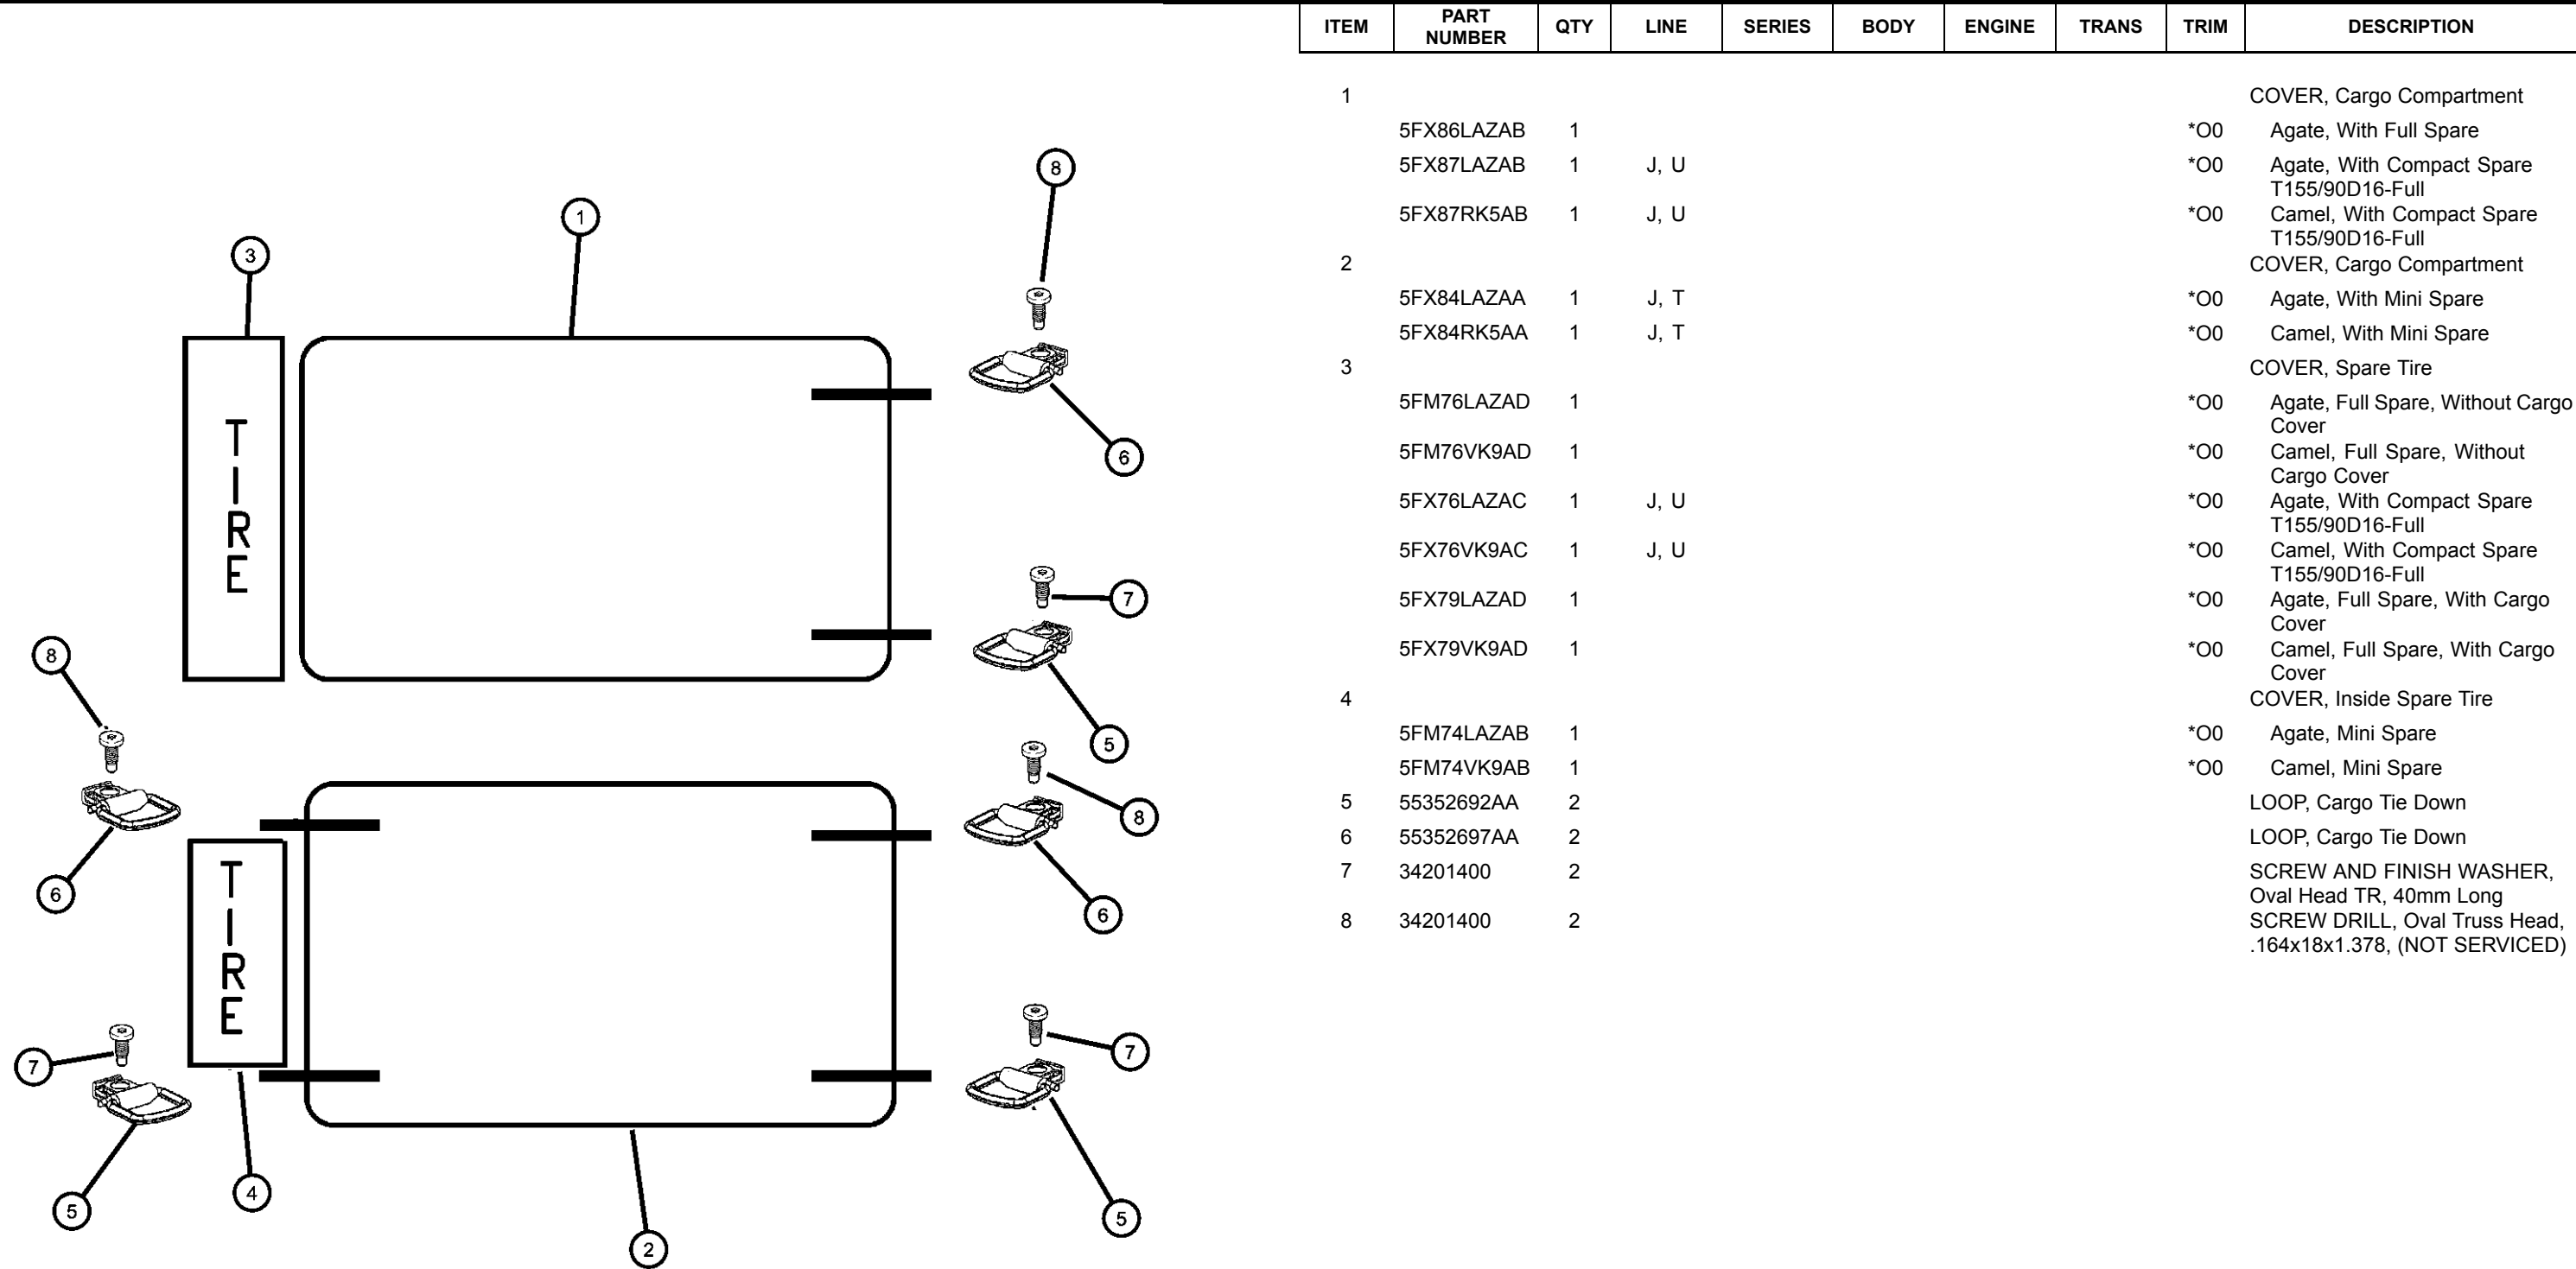 8
1
3
TIRE
6
7
5
8
6
8
6
TIRE
7
5
4
7
5
2
ITEM PART NUMBER QTY LINE SERIES BODY ENGINE TRANS TRIM DESCRIPTION
1 COVER, Cargo Compartment
5FX86LAZAB 1 *O0 Agate, With Full Spare
5FX87LAZAB 1 J, U *O0 Agate, With Compact Spare
T155/90D16-Full
5FX87RK5AB 1 J, U *O0 Camel, With Compact Spare
T155/90D16-Full
2 COVER, Cargo Compartment
5FX84LAZAA 1 J, T *O0 Agate, With Mini Spare
5FX84RK5AA 1 J, T *O0 Camel, With Mini Spare
3 COVER, Spare Tire
5FM76LAZAD 1 *O0 Agate, Full Spare, Without Cargo
Cover
5FM76VK9AD 1 *O0 Camel, Full Spare, Without
Cargo Cover
5FX76LAZAC 1 J, U *O0 Agate, With Compact Spare
T155/90D16-Full
5FX76VK9AC 1 J, U *O0 Camel, With Compact Spare
T155/90D16-Full
5FX79LAZAD 1 *O0 Agate, Full Spare, With Cargo
Cover
5FX79VK9AD 1 *O0 Camel, Full Spare, With Cargo
Cover
4 COVER, Inside Spare Tire
5FM74LAZAB 1 *O0 Agate, Mini Spare
5FM74VK9AB 1 *O0 Camel, Mini Spare
5 55352692AA 2 LOOP, Cargo Tie Down
6 55352697AA 2 LOOP, Cargo Tie Down
7 34201400 2 SCREW AND FINISH WASHER,
Oval Head TR, 40mm Long
8 34201400 2 SCREW DRILL, Oval Truss Head,
.164x18x1.378, (NOT SERVICED)